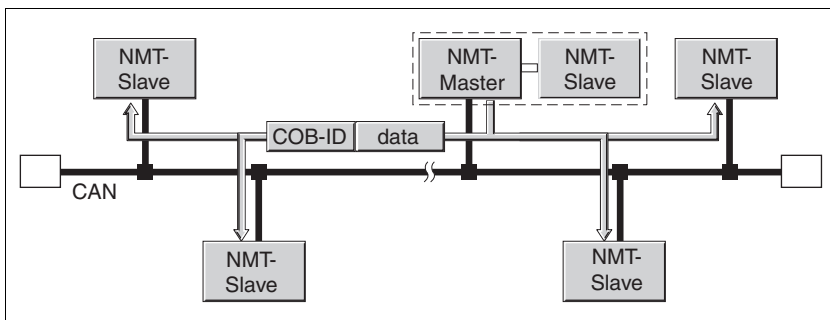 NMT-
Slave
NMT-
Master
NMT-
Slave
NMT-
Slave
COB-ID data
CAN
NMT-
Slave
NMT-
Slave